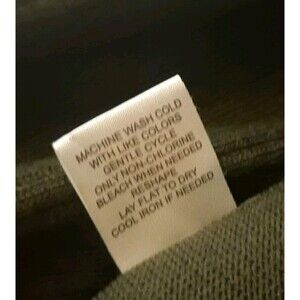 MACHINE WASH COLD
WITH LIKE COLORS
GENTLE CYCLE
ONLY NON-CHLORINE
BLEACH WHEN NEEDED
RESHAPE
LAY FLAT TO DRY
COOL IRON IF NEEDED